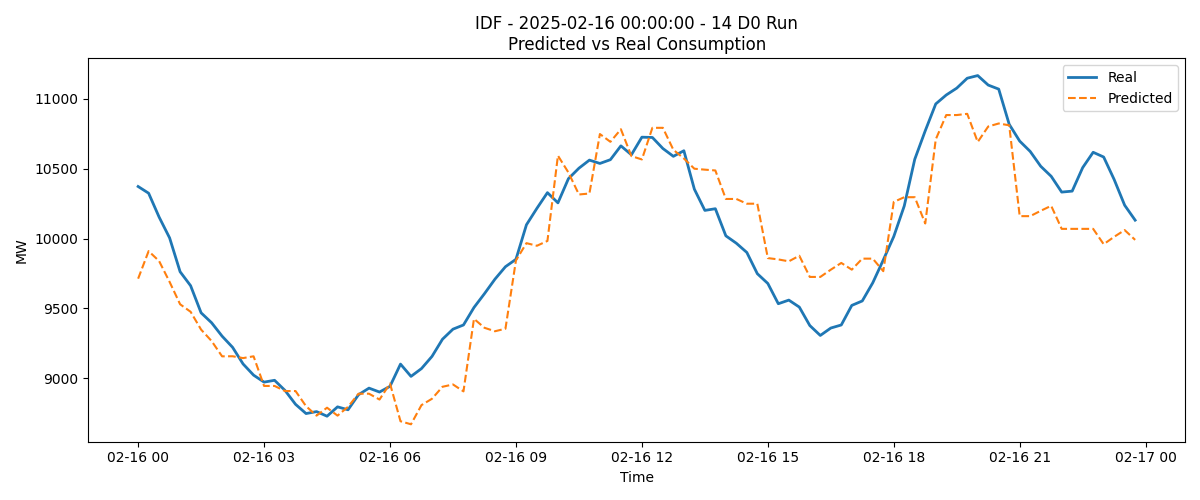 IDF - 2025-02-16 00:00:00 - 14 D0 Run
Predicted vs Real Consumption
Real
Predicted
MW
11000
10500
10000
9500
9000
02-16 00
02-16 03
02-16 06
02-16 09
02-16 12
02-16 15
02-16 18
02-16 21
02-17 00
Time